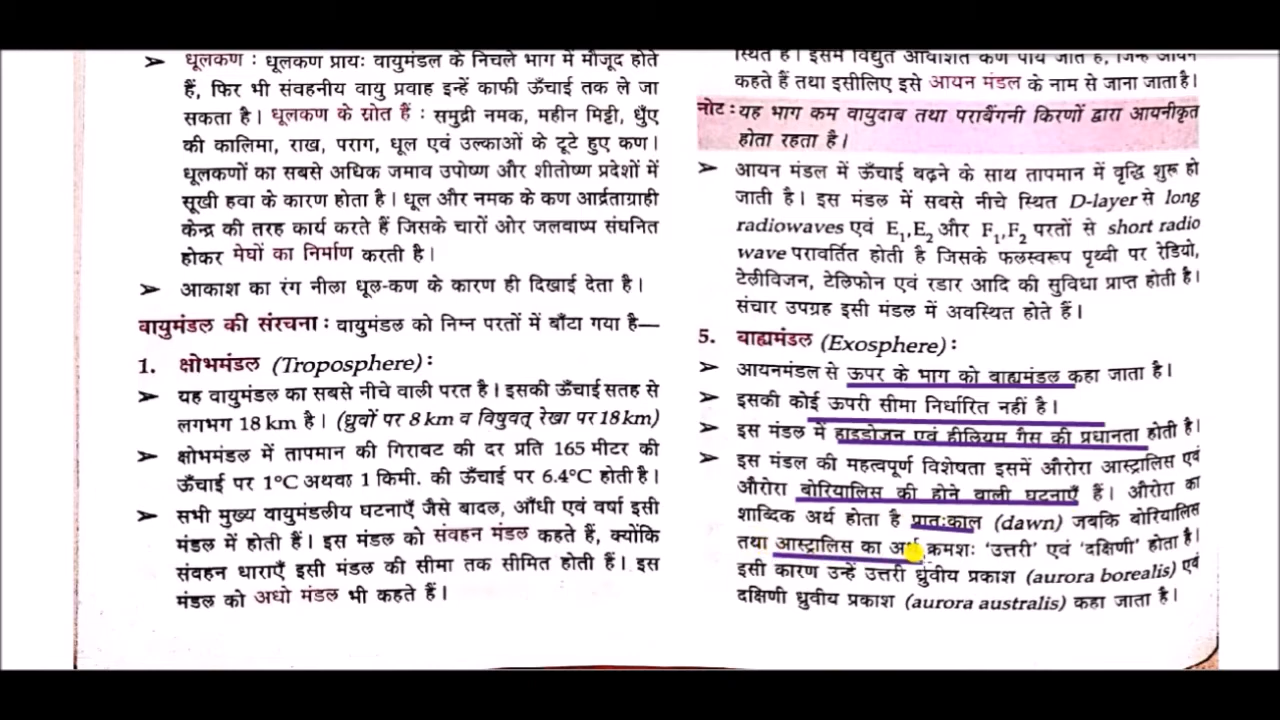 ➤ धूलकण : धूलकण प्रायः वायुमंडल के निचले भाग में मौजूद होते
हैं, फिर भी संवहनीय वायु प्रवाह इन्हें काफी ऊँचाई तक ले जा
सकता है। धूलकण के स्रोत हैं : समुद्री नमक, महीन मिट्टी, धुँए
की कालिमा, राख, पराग, धूल एवं उल्काओं के टूटे हुए कण।
धूलकणों का सबसे अधिक जमाव उपोष्ण और शीतोष्ण प्रदेशों में
सूखी हवा के कारण होता है। धूल और नमक के कण आर्द्रताग्राही
केन्द्र की तरह कार्य करते हैं जिसके चारों ओर जलवाष्प संघनित
होकर मेघों का निर्माण करती है।
➤ आकाश का रंग नीला धूल-कण के कारण ही दिखाई देता है।
वायुमंडल की संरचना : वायुमंडल को निम्न परतों में बाँटा गया है—
1. क्षोभमंडल (Troposphere) :
➤ यह वायुमंडल का सबसे नीचे वाली परत है। इसकी ऊँचाई सतह से
लगभग 18 km है। (ध्रुवों पर 8 km व विषुवत् रेखा पर 18 km)
➤ क्षोभमंडल में तापमान की गिरावट की दर प्रति 165 मीटर की
ऊँचाई पर 1°C अथवा 1 किमी. की ऊँचाई पर 6.4°C होती है।
➤ सभी मुख्य वायुमंडलीय घटनाएँ जैसे बादल, आँधी एवं वर्षा इसी
मंडल में होती हैं। इस मंडल को संवहन मंडल कहते हैं, क्योंकि
संवहन धाराएँ इसी मंडल की सीमा तक सीमित होती हैं। इस
मंडल को अधो मंडल भी कहते हैं।
स्थित है। इसमें विद्युत आवेशित कण पाये जाते हैं, जिन्हें आयन
कहते हैं तथा इसीलिए इसे आयन मंडल के नाम से जाना जाता है।
नोट : यह भाग कम वायुदाब तथा पराबैंगनी किरणों द्वारा आयनीकृत
होता रहता है।
➤ आयन मंडल में ऊँचाई बढ़ने के साथ तापमान में वृद्धि शुरू हो
जाती है। इस मंडल में सबसे नीचे स्थित D-layer से long
radiowaves एवं E₁,E₂ और F₁,F₂ परतों से short radio
wave परावर्तित होती है जिसके फलस्वरूप पृथ्वी पर रेडियो,
टेलीविजन, टेलिफोन एवं रडार आदि की सुविधा प्राप्त होती है।
संचार उपग्रह इसी मंडल में अवस्थित होते हैं।
5. बाह्यमंडल (Exosphere) :
➤ आयनमंडल से ऊपर के भाग को बाह्यमंडल कहा जाता है।
➤ इसकी कोई ऊपरी सीमा निर्धारित नहीं है।
➤ इस मंडल में हाइड्रोजन एवं हीलियम गैस की प्रधानता होती है।
➤ इस मंडल की महत्वपूर्ण विशेषता इसमें औरोरा आस्ट्रालिस एवं
औरोरा बोरियालिस की होने वाली घटनाएँ हैं। औरोरा का
शाब्दिक अर्थ होता है प्रातःकाल (dawn) जबकि बोरियालिस
तथा आस्ट्रालिस का अर्थ क्रमशः ‘उत्तरी’ एवं ‘दक्षिणी’ होता है।
इसी कारण उन्हें उत्तरी ध्रुवीय प्रकाश (aurora borealis) एवं
दक्षिणी ध्रुवीय प्रकाश (aurora australis) कहा जाता है।